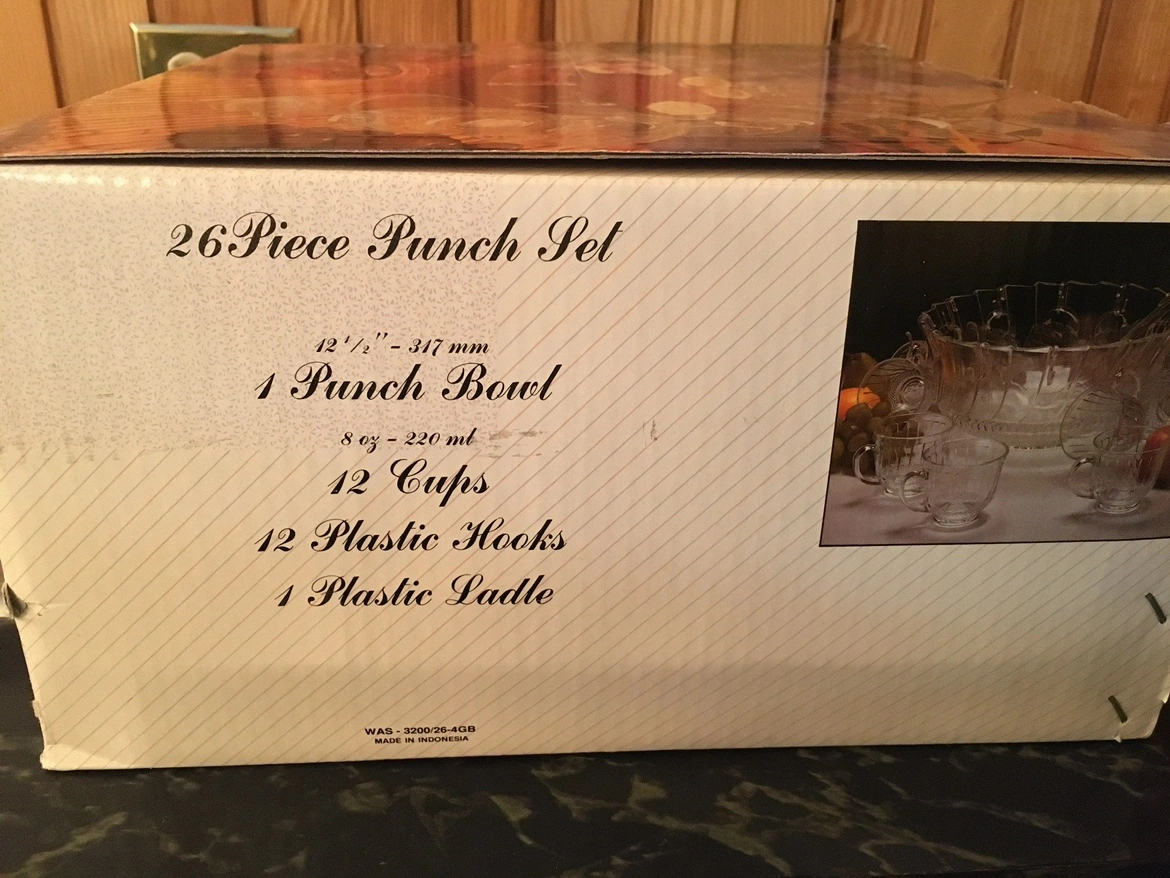 26Piece Punch Set
12 1/2" - 317 mm
1 Punch Bowl
8 oz - 220 ml
12 Cups
12 Plastic Hooks
1 Plastic Ladle
WAS - 3200/26-4GB
MADE IN INDONESIA